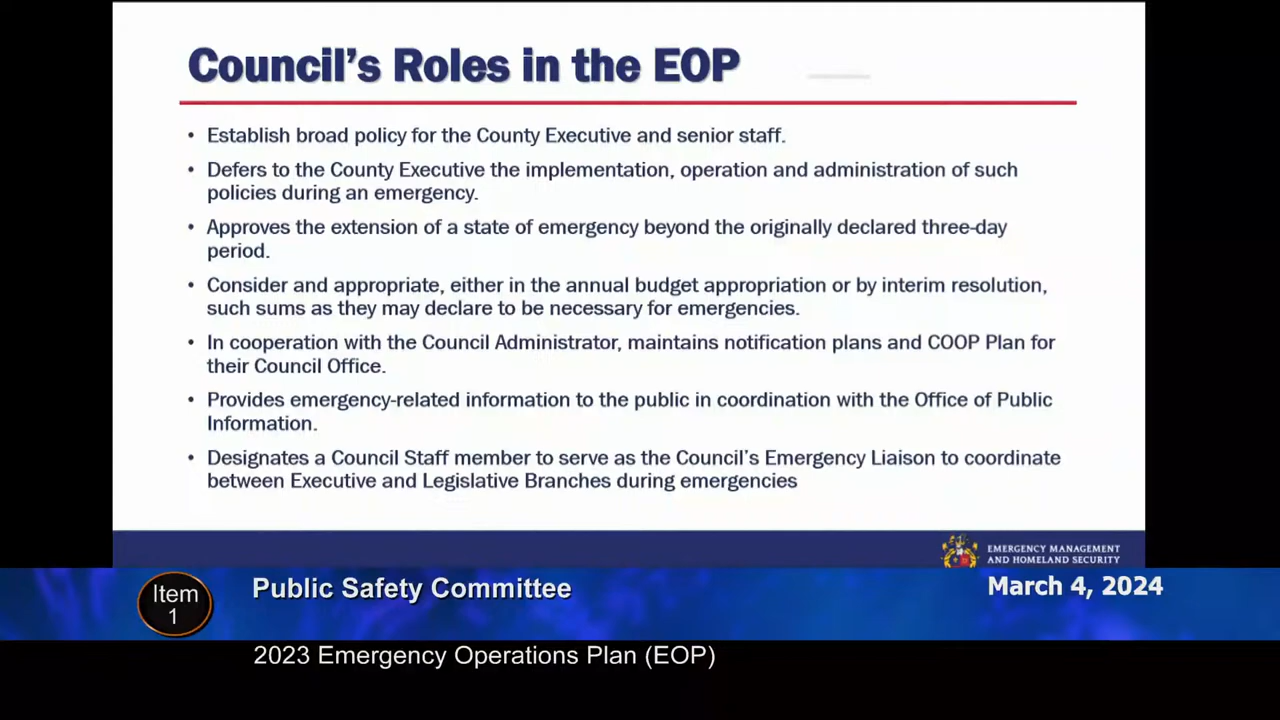 Council's Roles in the EOP
• Establish broad policy for the County Executive and senior staff.
• Defers to the County Executive the implementation, operation and administration of such
policies during an emergency.
• Approves the extension of a state of emergency beyond the originally declared three-day
period.
• Consider and appropriate, either in the annual budget appropriation or by interim resolution,
such sums as they may declare to be necessary for emergencies.
• In cooperation with the Council Administrator, maintains notification plans and COOP Plan for
their Council Office.
• Provides emergency-related information to the public in coordination with the Office of Public
Information.
• Designates a Council Staff member to serve as the Council's Emergency Liaison to coordinate
between Executive and Legislative Branches during emergencies
EMERGENCY MANAGEMENT
AND HOMELAND SECURITY
Item
1
Public Safety Committee
March 4, 2024
2023 Emergency Operations Plan (EOP)